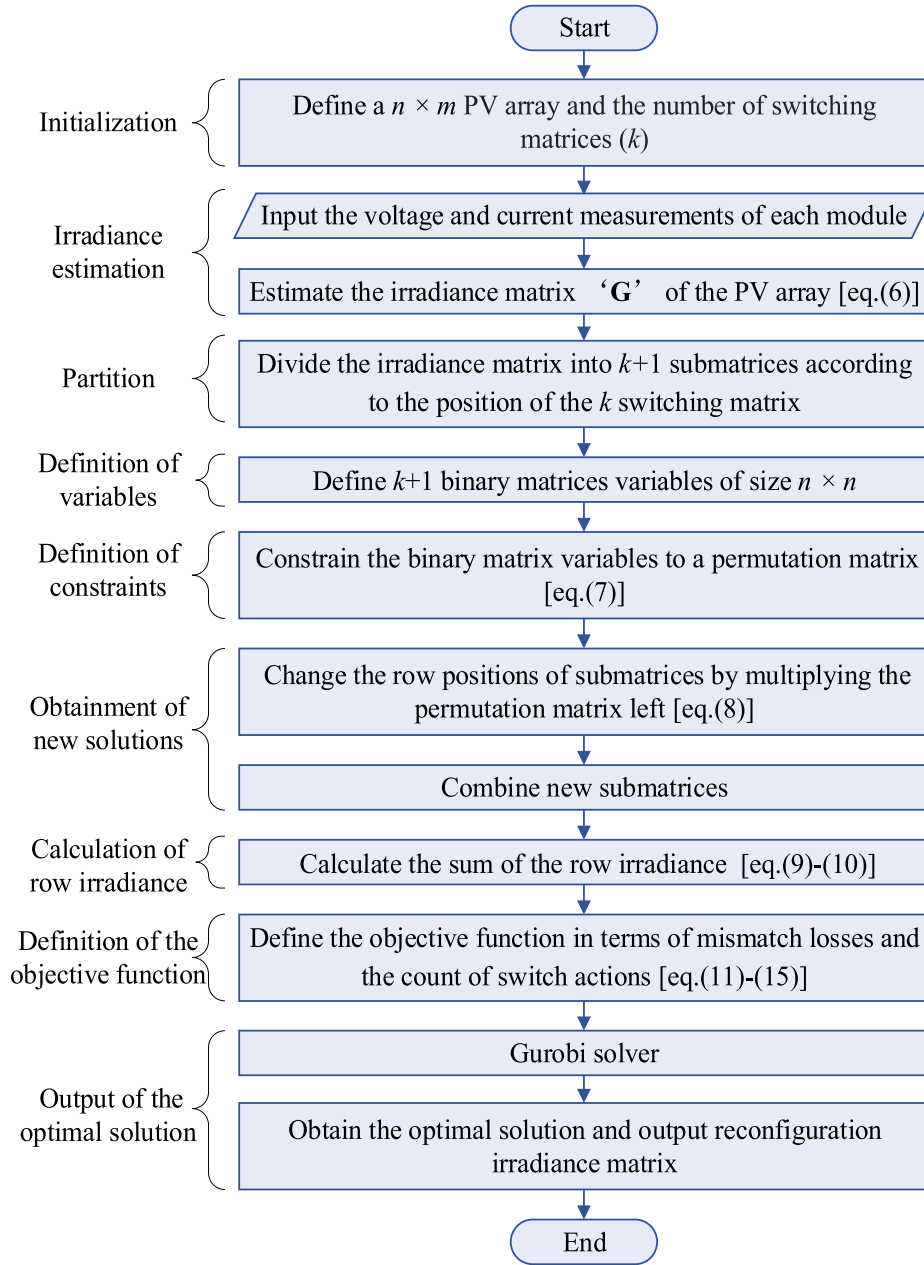 Start
Initialization
Define a n × m PV array and the number of switching
matrices (k)
Irradiance
estimation
Input the voltage and current measurements of each module
Estimate the irradiance matrix ‘G’ of the PV array [eq.(6)]
Partition
Divide the irradiance matrix into k+1 submatrices according
to the position of the k switching matrix
Definition of
variables
Define k+1 binary matrices variables of size n × n
Definition of
constraints
Constrain the binary matrix variables to a permutation matrix
[eq.(7)]
Obtainment of
new solutions
Change the row positions of submatrices by multiplying the
permutation matrix left [eq.(8)]
Combine new submatrices
Calculation of
row irradiance
Calculate the sum of the row irradiance [eq.(9)-(10)]
Definition of the
objective function
Define the objective function in terms of mismatch losses and
the count of switch actions [eq.(11)-(15)]
Output of the
optimal solution
Gurobi solver
Obtain the optimal solution and output reconfiguration
irradiance matrix
End